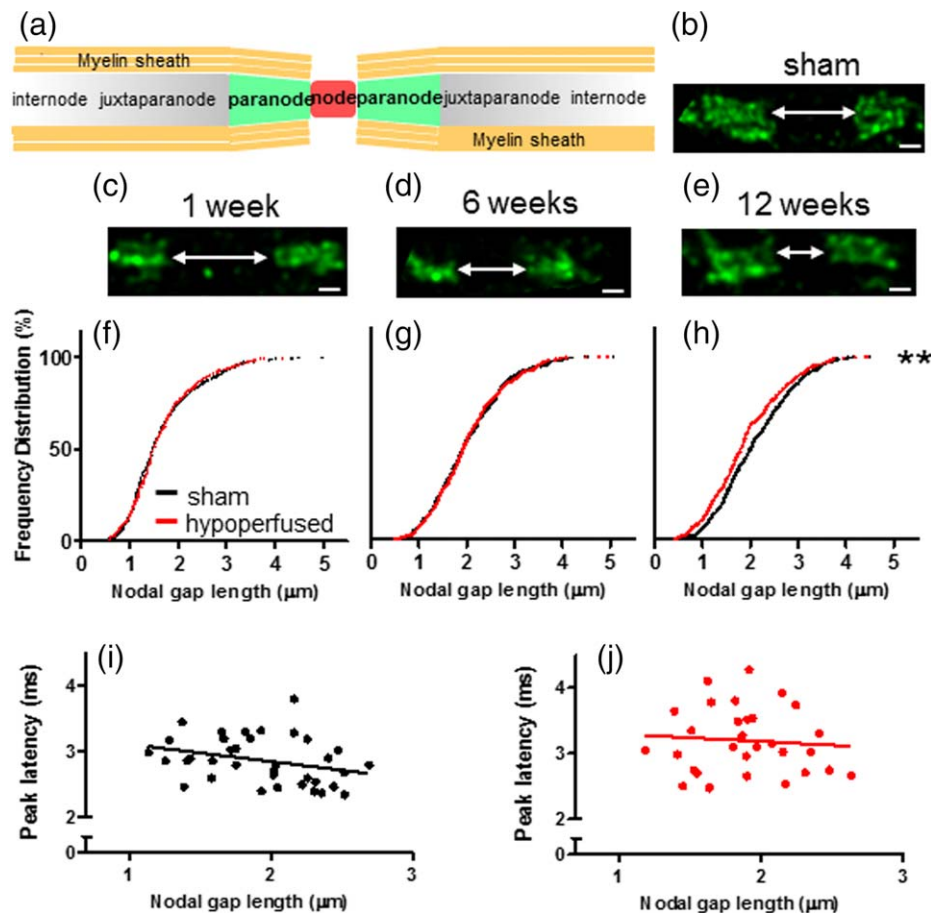 (a)
Myelin sheath
internode juxtaparanode paranode node paranode juxtaparanode internode
Myelin sheath
(b)
sham
(c)
1 week
(d)
6 weeks
(e)
12 weeks
(f)
Frequency Distribution (%)
100
50
0
sham
hypoperfused
0 1 2 3 4 5
Nodal gap length (μm)
(g)
0 1 2 3 4 5
Nodal gap length (μm)
(h)
**
0 1 2 3 4 5
Nodal gap length (μm)
(i)
Peak latency (ms)
4
3
2
0
1 2 3
Nodal gap length (μm)
(j)
Peak latency (ms)
4
3
2
0
1 2 3
Nodal gap length (μm)